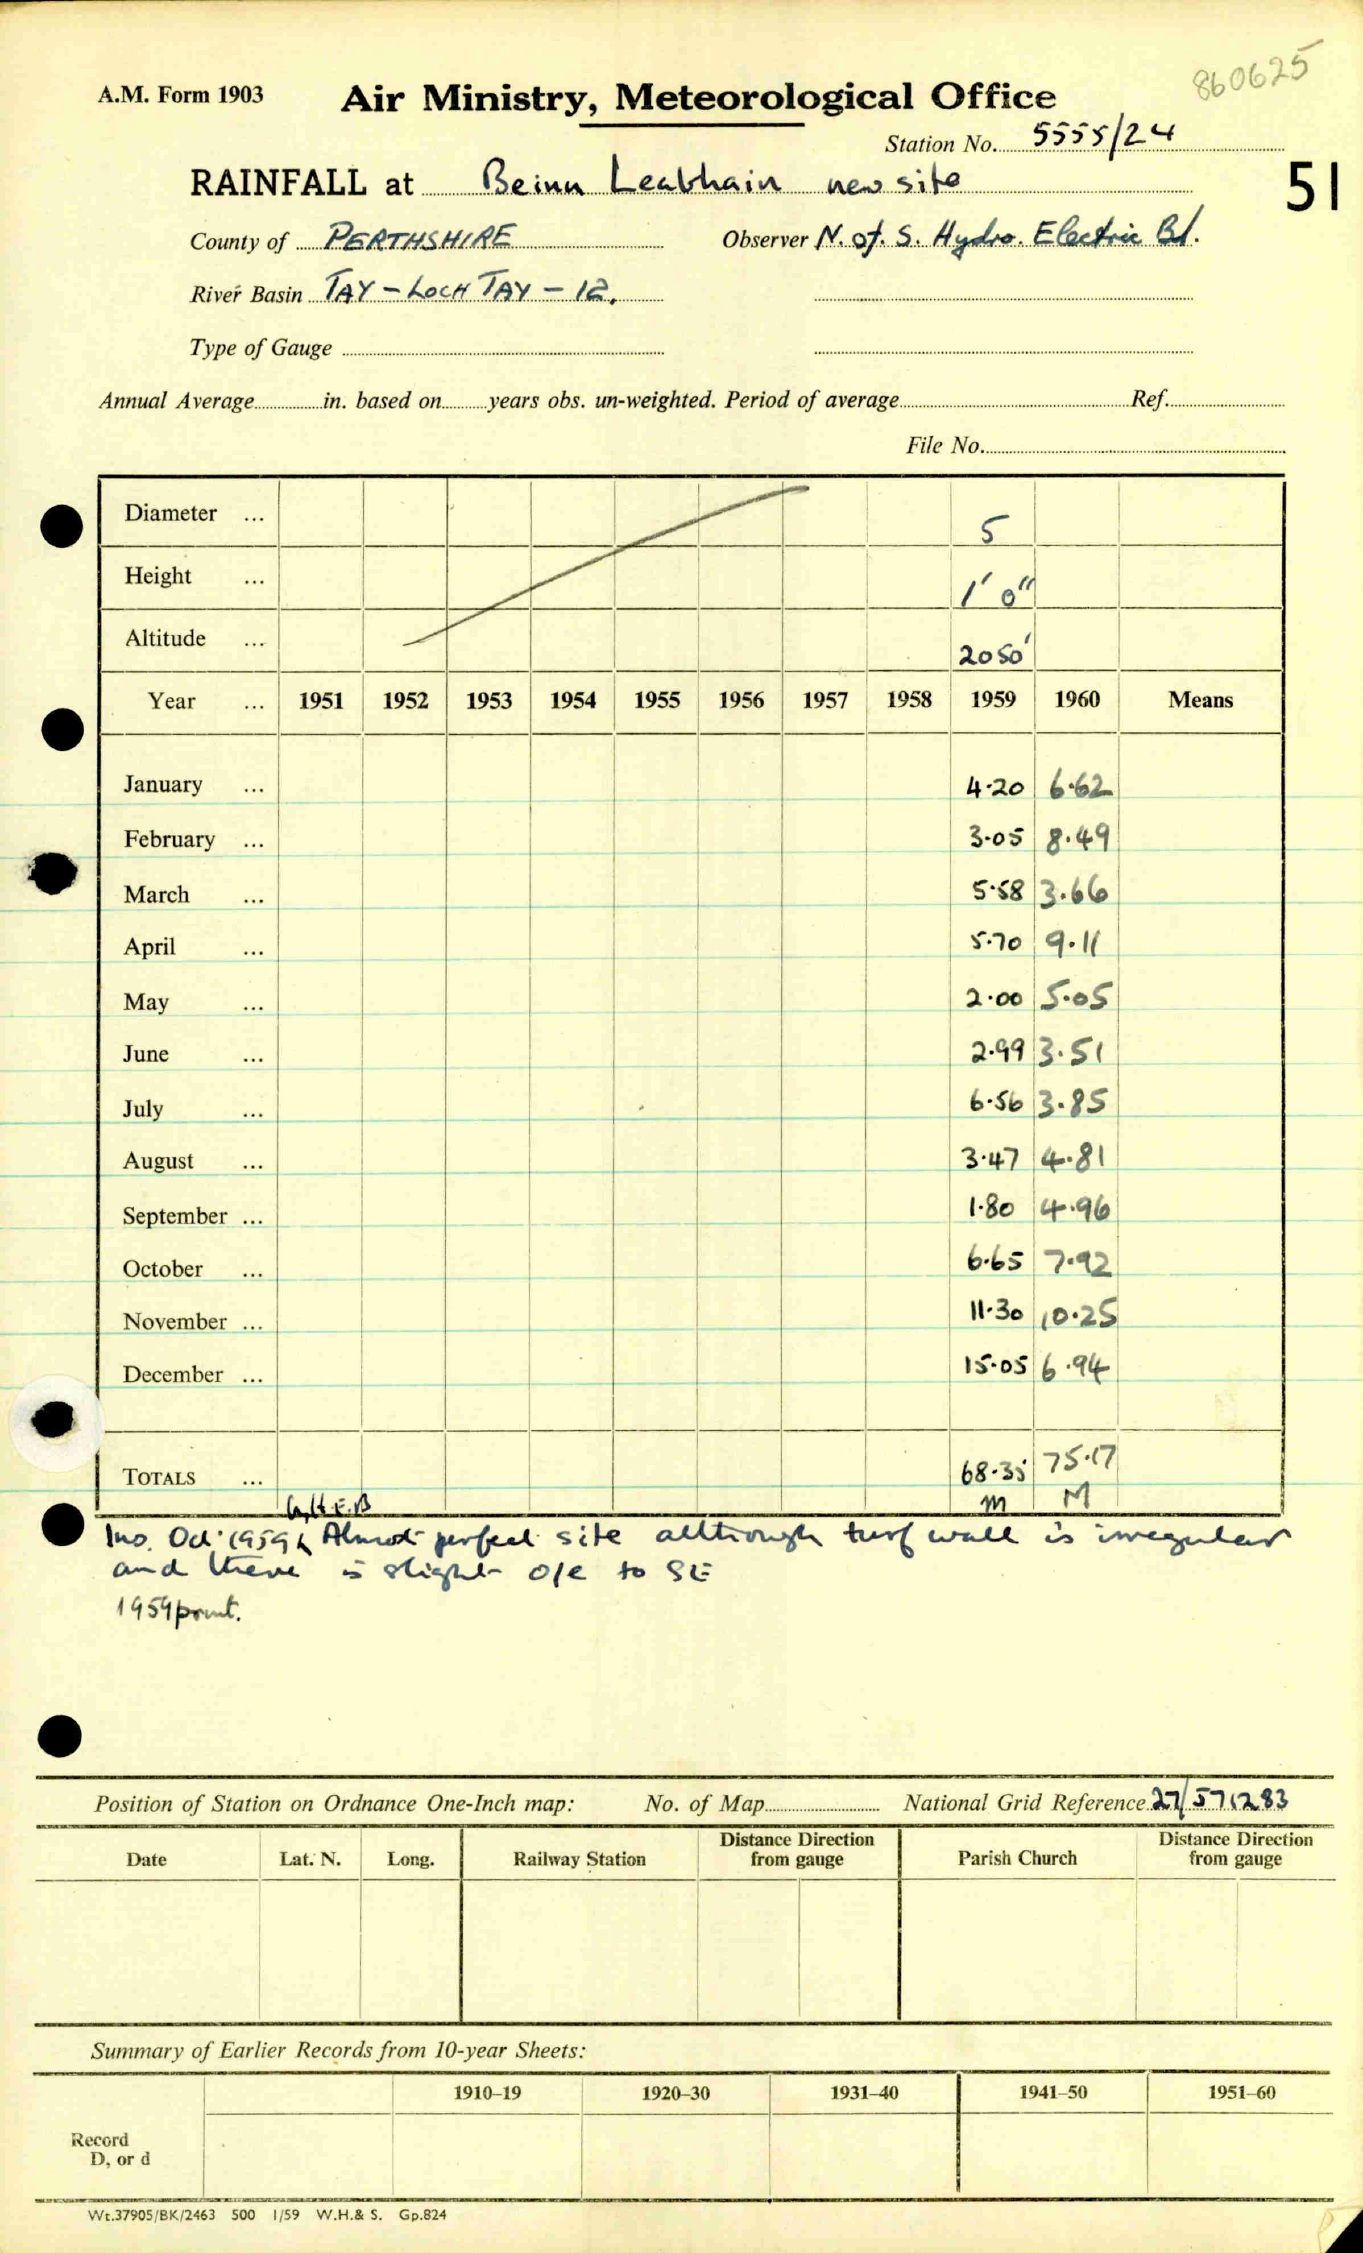 860625
A.M. Form 1903 Air Ministry, Meteorological Office
Station No. 5555/24
RAINFALL at Beinn Leabhain new site 51
County of PERTHSHIRE Observer N. of. S. Hydro. Electric Bd.
River Basin TAY - LOCH TAY - 12.
Type of Gauge
Annual Average in. based on years obs. un-weighted. Period of average Ref.
File No.
Diameter ... 5
Height ... 1' 0"
Altitude ... 2050'
Year ... 1951 1952 1953 1954 1955 1956 1957 1958 1959 1960 Means
January ... 4.20 6.62
February ... 3.05 8.49
March ... 5.58 3.66
April ... 5.70 9.11
May ... 2.00 5.05
June ... 2.99 3.51
July ... 6.56 3.85
August ... 3.47 4.81
September ... 1.80 4.96
October ... 6.65 7.92
November ... 11.30 10.25
December ... 15.05 6.94
TOTALS ... 68.35 75.17
M M
Ins. Oct 1959 Almost perfect site although turf wall is irregular
and there is slight o/e to SE
1959
Position of Station on Ordnance One-Inch map: No. of Map National Grid Reference 27/571283
Date Lat. N. Long. Railway Station Distance Direction from gauge Parish Church Distance Direction from gauge
Summary of Earlier Records from 10-year Sheets:
1910–19 1920–30 1931–40 1941–50 1951–60
Record
D, or d
Wt.37905/BK/2463 500 1/59 W.H.& S. Gp.824